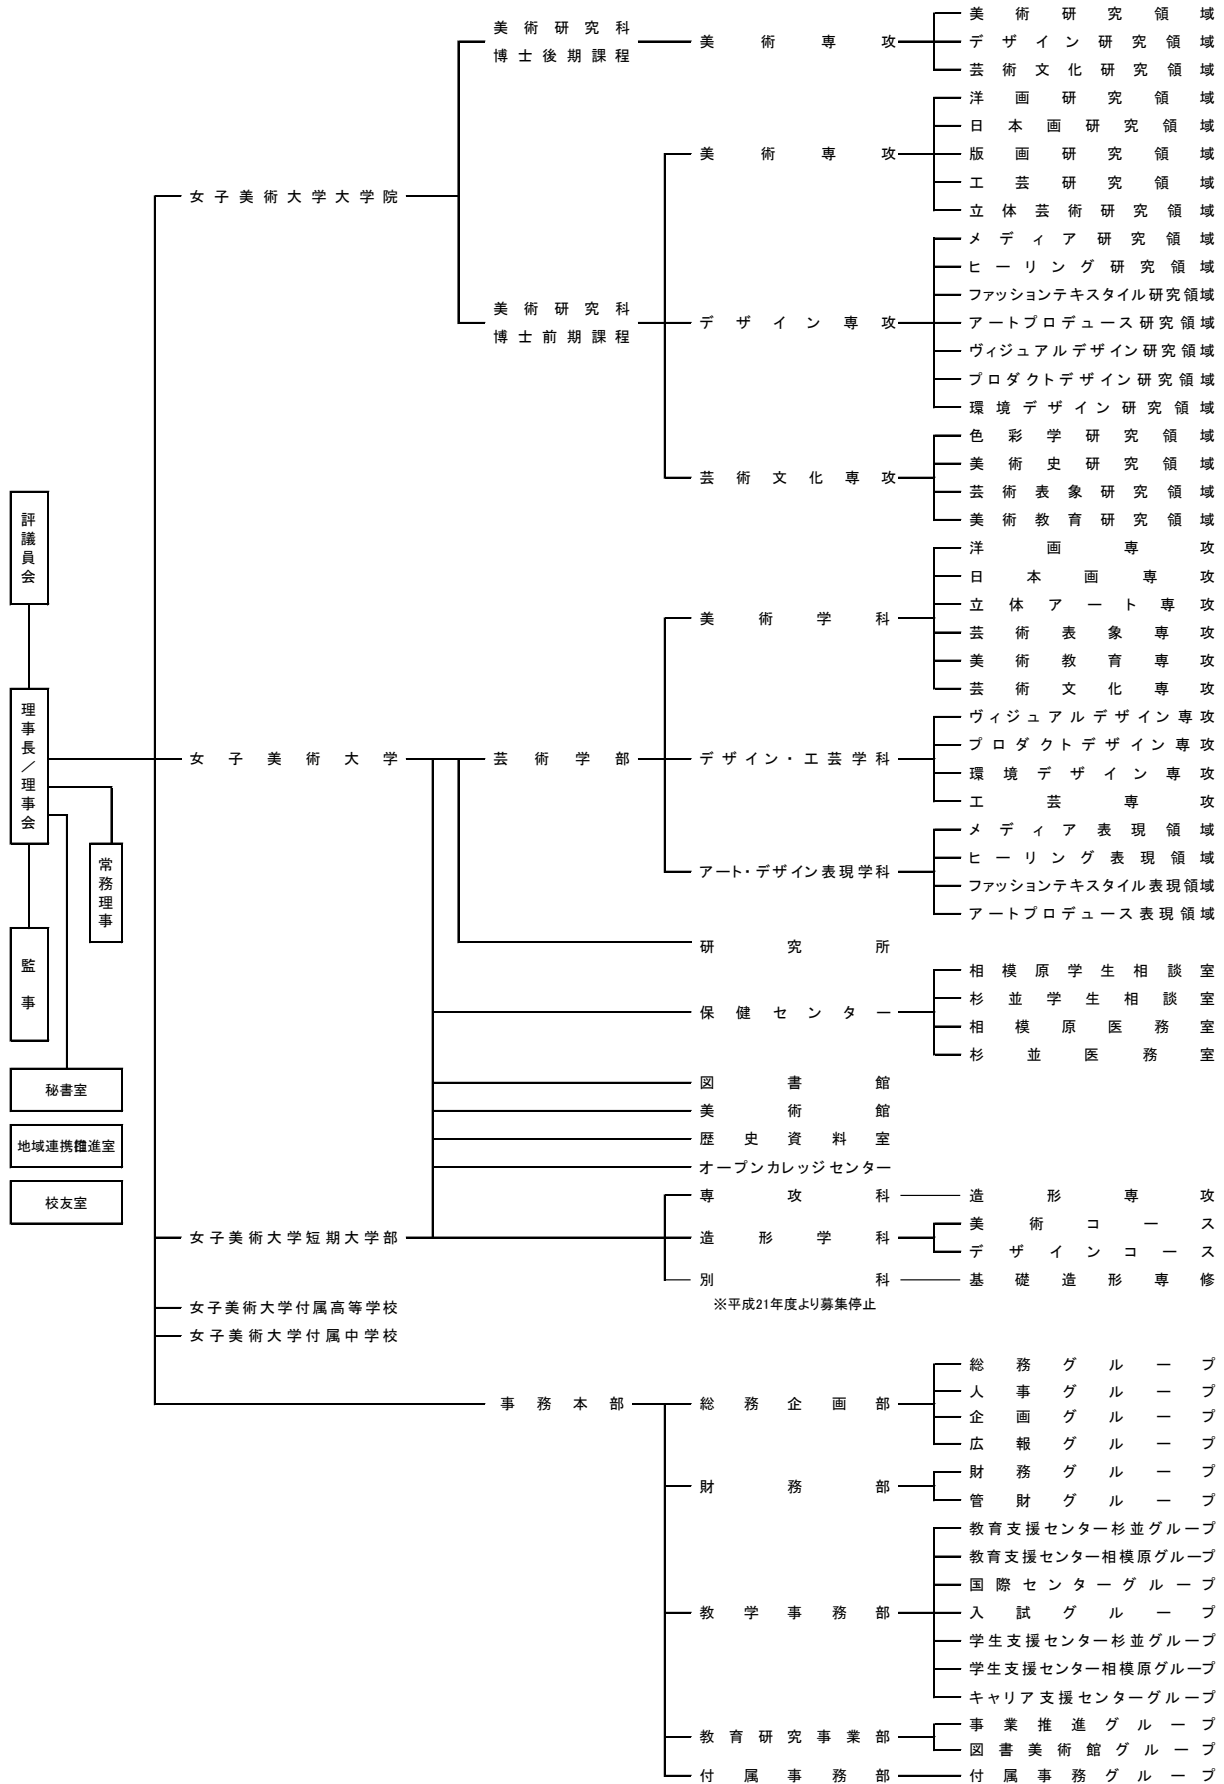 評議員会
理事長／理事会
常務理事
監事
秘書室
地域連携推進室
校友室
女子美術大学大学院
美術研究科
博士後期課程
美術専攻
美術研究領域
デザイン研究領域
芸術文化研究領域
美術研究科
博士前期課程
美術専攻
洋画研究領域
日本画研究領域
版画研究領域
工芸研究領域
立体芸術研究領域
デザイン専攻
メディア研究領域
ヒーリング研究領域
ファッションテキスタイル研究領域
アートプロデュース研究領域
ヴィジュアルデザイン研究領域
プロダクトデザイン研究領域
環境デザイン研究領域
芸術文化専攻
色彩学研究領域
美術史研究領域
芸術表象研究領域
美術教育研究領域
女子美術大学
芸術学部
美術学科
洋画専攻
日本画専攻
立体アート専攻
芸術表象専攻
美術教育専攻
芸術文化専攻
デザイン・工芸学科
ヴィジュアルデザイン専攻
プロダクトデザイン専攻
環境デザイン専攻
工芸専攻
アート・デザイン表現学科
メディア表現領域
ヒーリング表現領域
ファッションテキスタイル表現領域
アートプロデュース表現領域
研究所
保健センター
相模原学生相談室
杉並学生相談室
相模原医務室
杉並医務室
図書館
美術館
歴史資料室
オープンカレッジセンター
女子美術大学短期大学部
専攻科
造形専攻
造形学科
美術コース
デザインコース
別科
基礎造形専修
※平成21年度より募集停止
女子美術大学付属高等学校
女子美術大学付属中学校
事務本部
総務企画部
総務グループ
人事グループ
企画グループ
広報グループ
財務部
財務グループ
管財グループ
教学事務部
教育支援センター杉並グループ
教育支援センター相模原グループ
国際センターグループ
入試グループ
学生支援センター杉並グループ
学生支援センター相模原グループ
キャリア支援センターグループ
教育研究事業部
事業推進グループ
図書美術館グループ
付属事務部
付属事務グループ